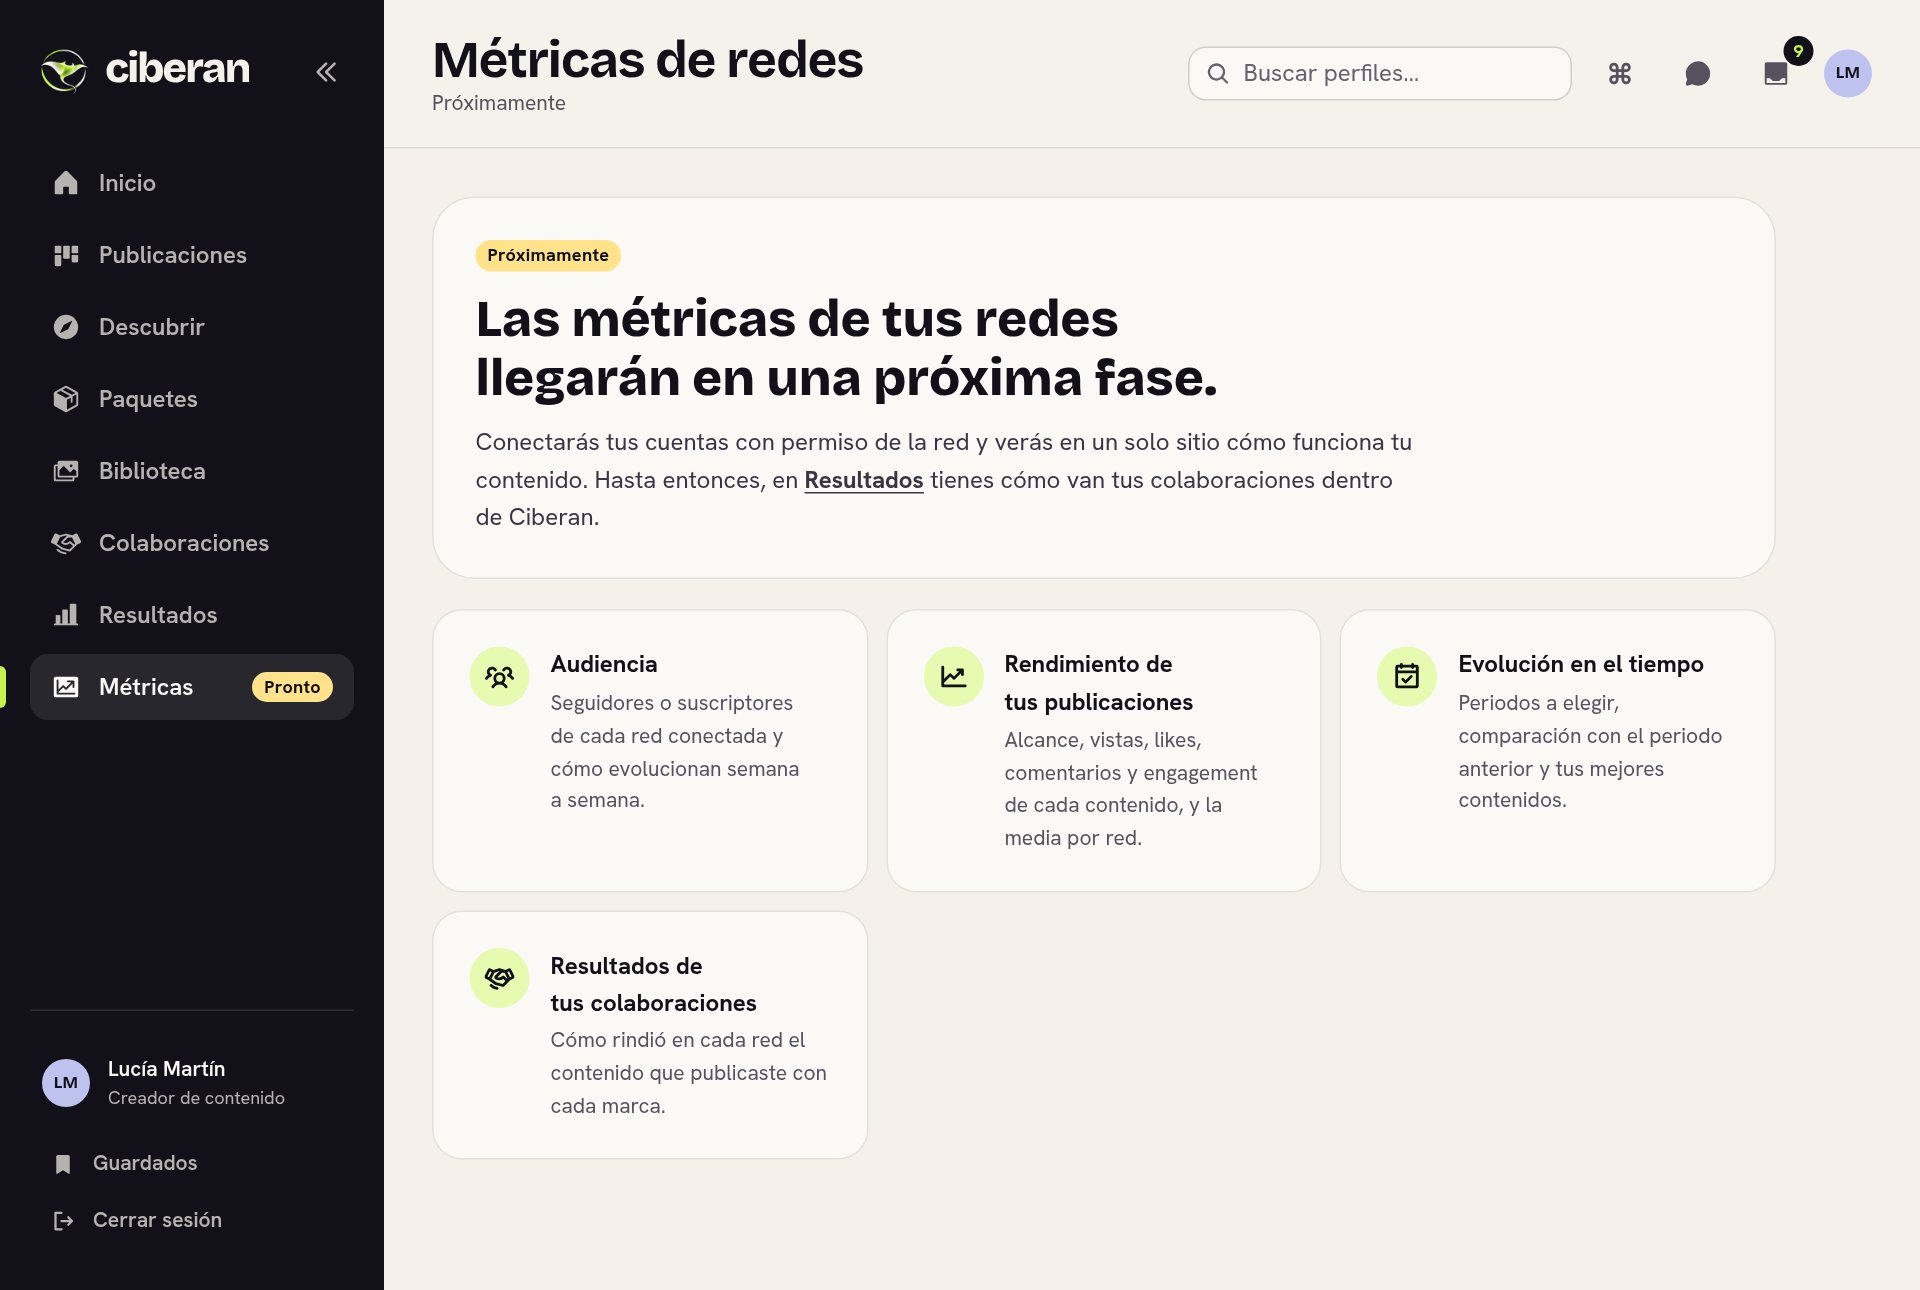 ciberan
Inicio
Publicaciones
Descubrir
Paquetes
Biblioteca
Colaboraciones
Resultados
Métricas
Pronto
LM
Lucía Martín
Creador de contenido
Guardados
Cerrar sesión
Métricas de redes
Próximamente
Buscar perfiles...
9
LM
Próximamente
Las métricas de tus redes
llegarán en una próxima fase.
Conectarás tus cuentas con permiso de la red y verás en un solo sitio cómo funciona tu
contenido. Hasta entonces, en Resultados tienes cómo van tus colaboraciones dentro
de Ciberan.
Audiencia
Seguidores o suscriptores
de cada red conectada y
cómo evolucionan semana
a semana.
Rendimiento de
tus publicaciones
Alcance, vistas, likes,
comentarios y engagement
de cada contenido, y la
media por red.
Evolución en el tiempo
Periodos a elegir,
comparación con el periodo
anterior y tus mejores
contenidos.
Resultados de
tus colaboraciones
Cómo rindió en cada red el
contenido que publicaste con
cada marca.